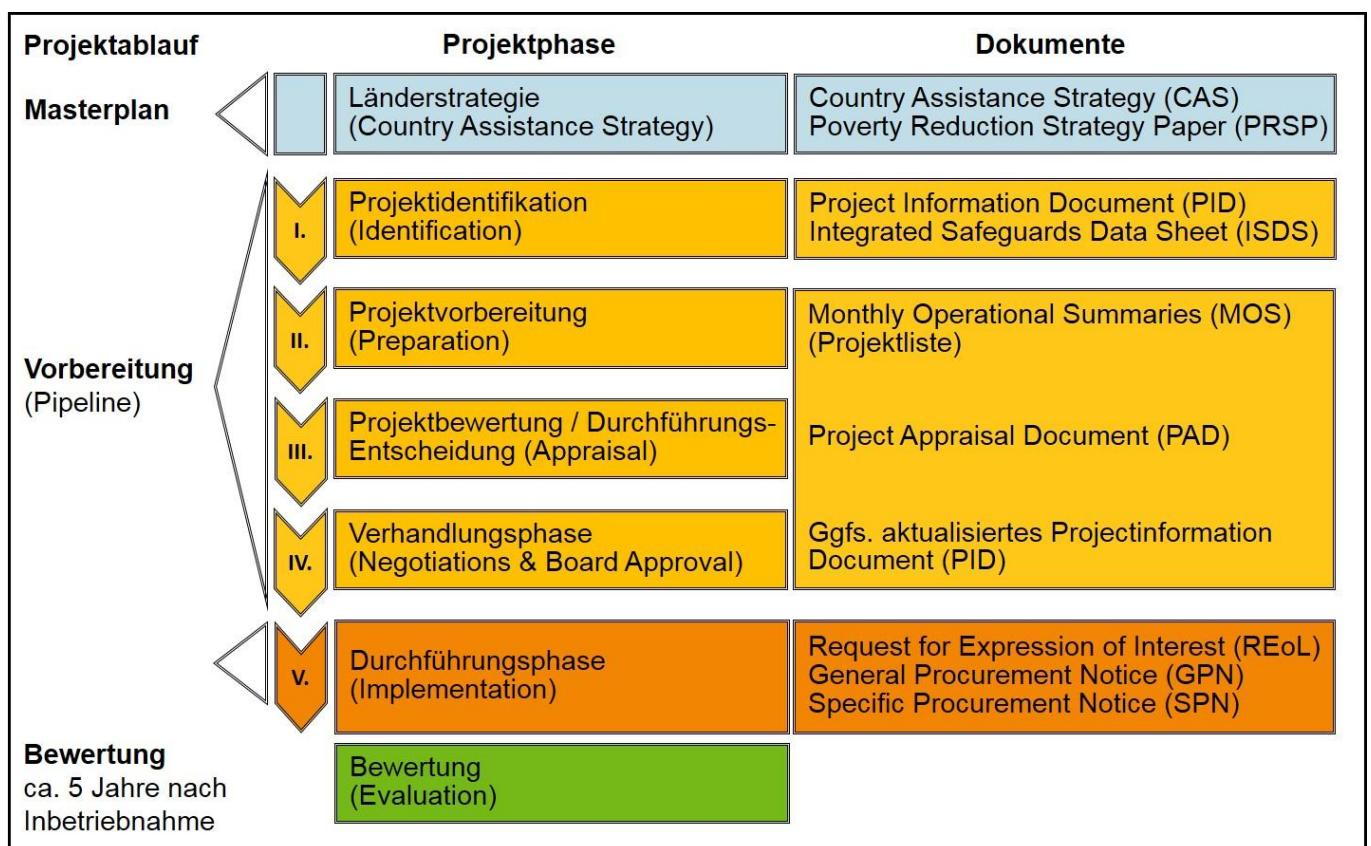 Projektablauf
Projektphase
Dokumente
Masterplan
Länderstrategie
(Country Assistance Strategy)
Country Assistance Strategy (CAS)
Poverty Reduction Strategy Paper (PRSP)
Vorbereitung
(Pipeline)
I.
Projektidentifikation
(Identification)
Project Information Document (PID)
Integrated Safeguards Data Sheet (ISDS)
II.
Projektvorbereitung
(Preparation)
Monthly Operational Summaries (MOS)
(Projektliste)
III.
Projektbewertung / Durchführungs-
Entscheidung (Appraisal)
Project Appraisal Document (PAD)
IV.
Verhandlungsphase
(Negotiations & Board Approval)
Ggfs. aktualisiertes Projectinformation
Document (PID)
V.
Durchführungsphase
(Implementation)
Request for Expression of Interest (REoL)
General Procurement Notice (GPN)
Specific Procurement Notice (SPN)
Bewertung
ca. 5 Jahre nach
Inbetriebnahme
Bewertung
(Evaluation)